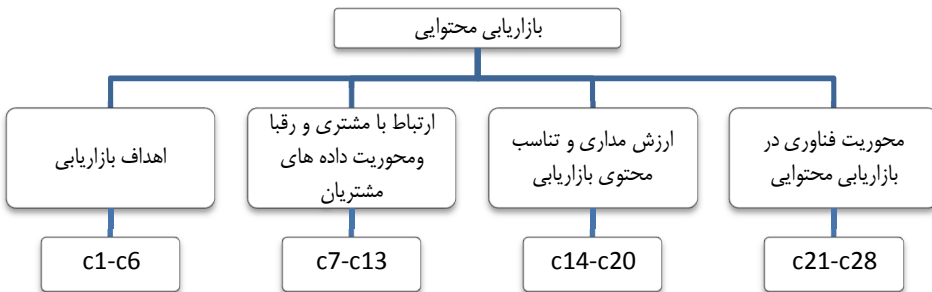 بازاریابی محتوایی
محوریت فناوری در
بازاریابی محتوایی
ارزش مداری و تناسب
محتوی بازاریابی
ارتباط با مشتری و رقبا
ومحوریت داده های
مشتریان
اهداف بازاریابی
c21-c28
c14-c20
c7-c13
c1-c6